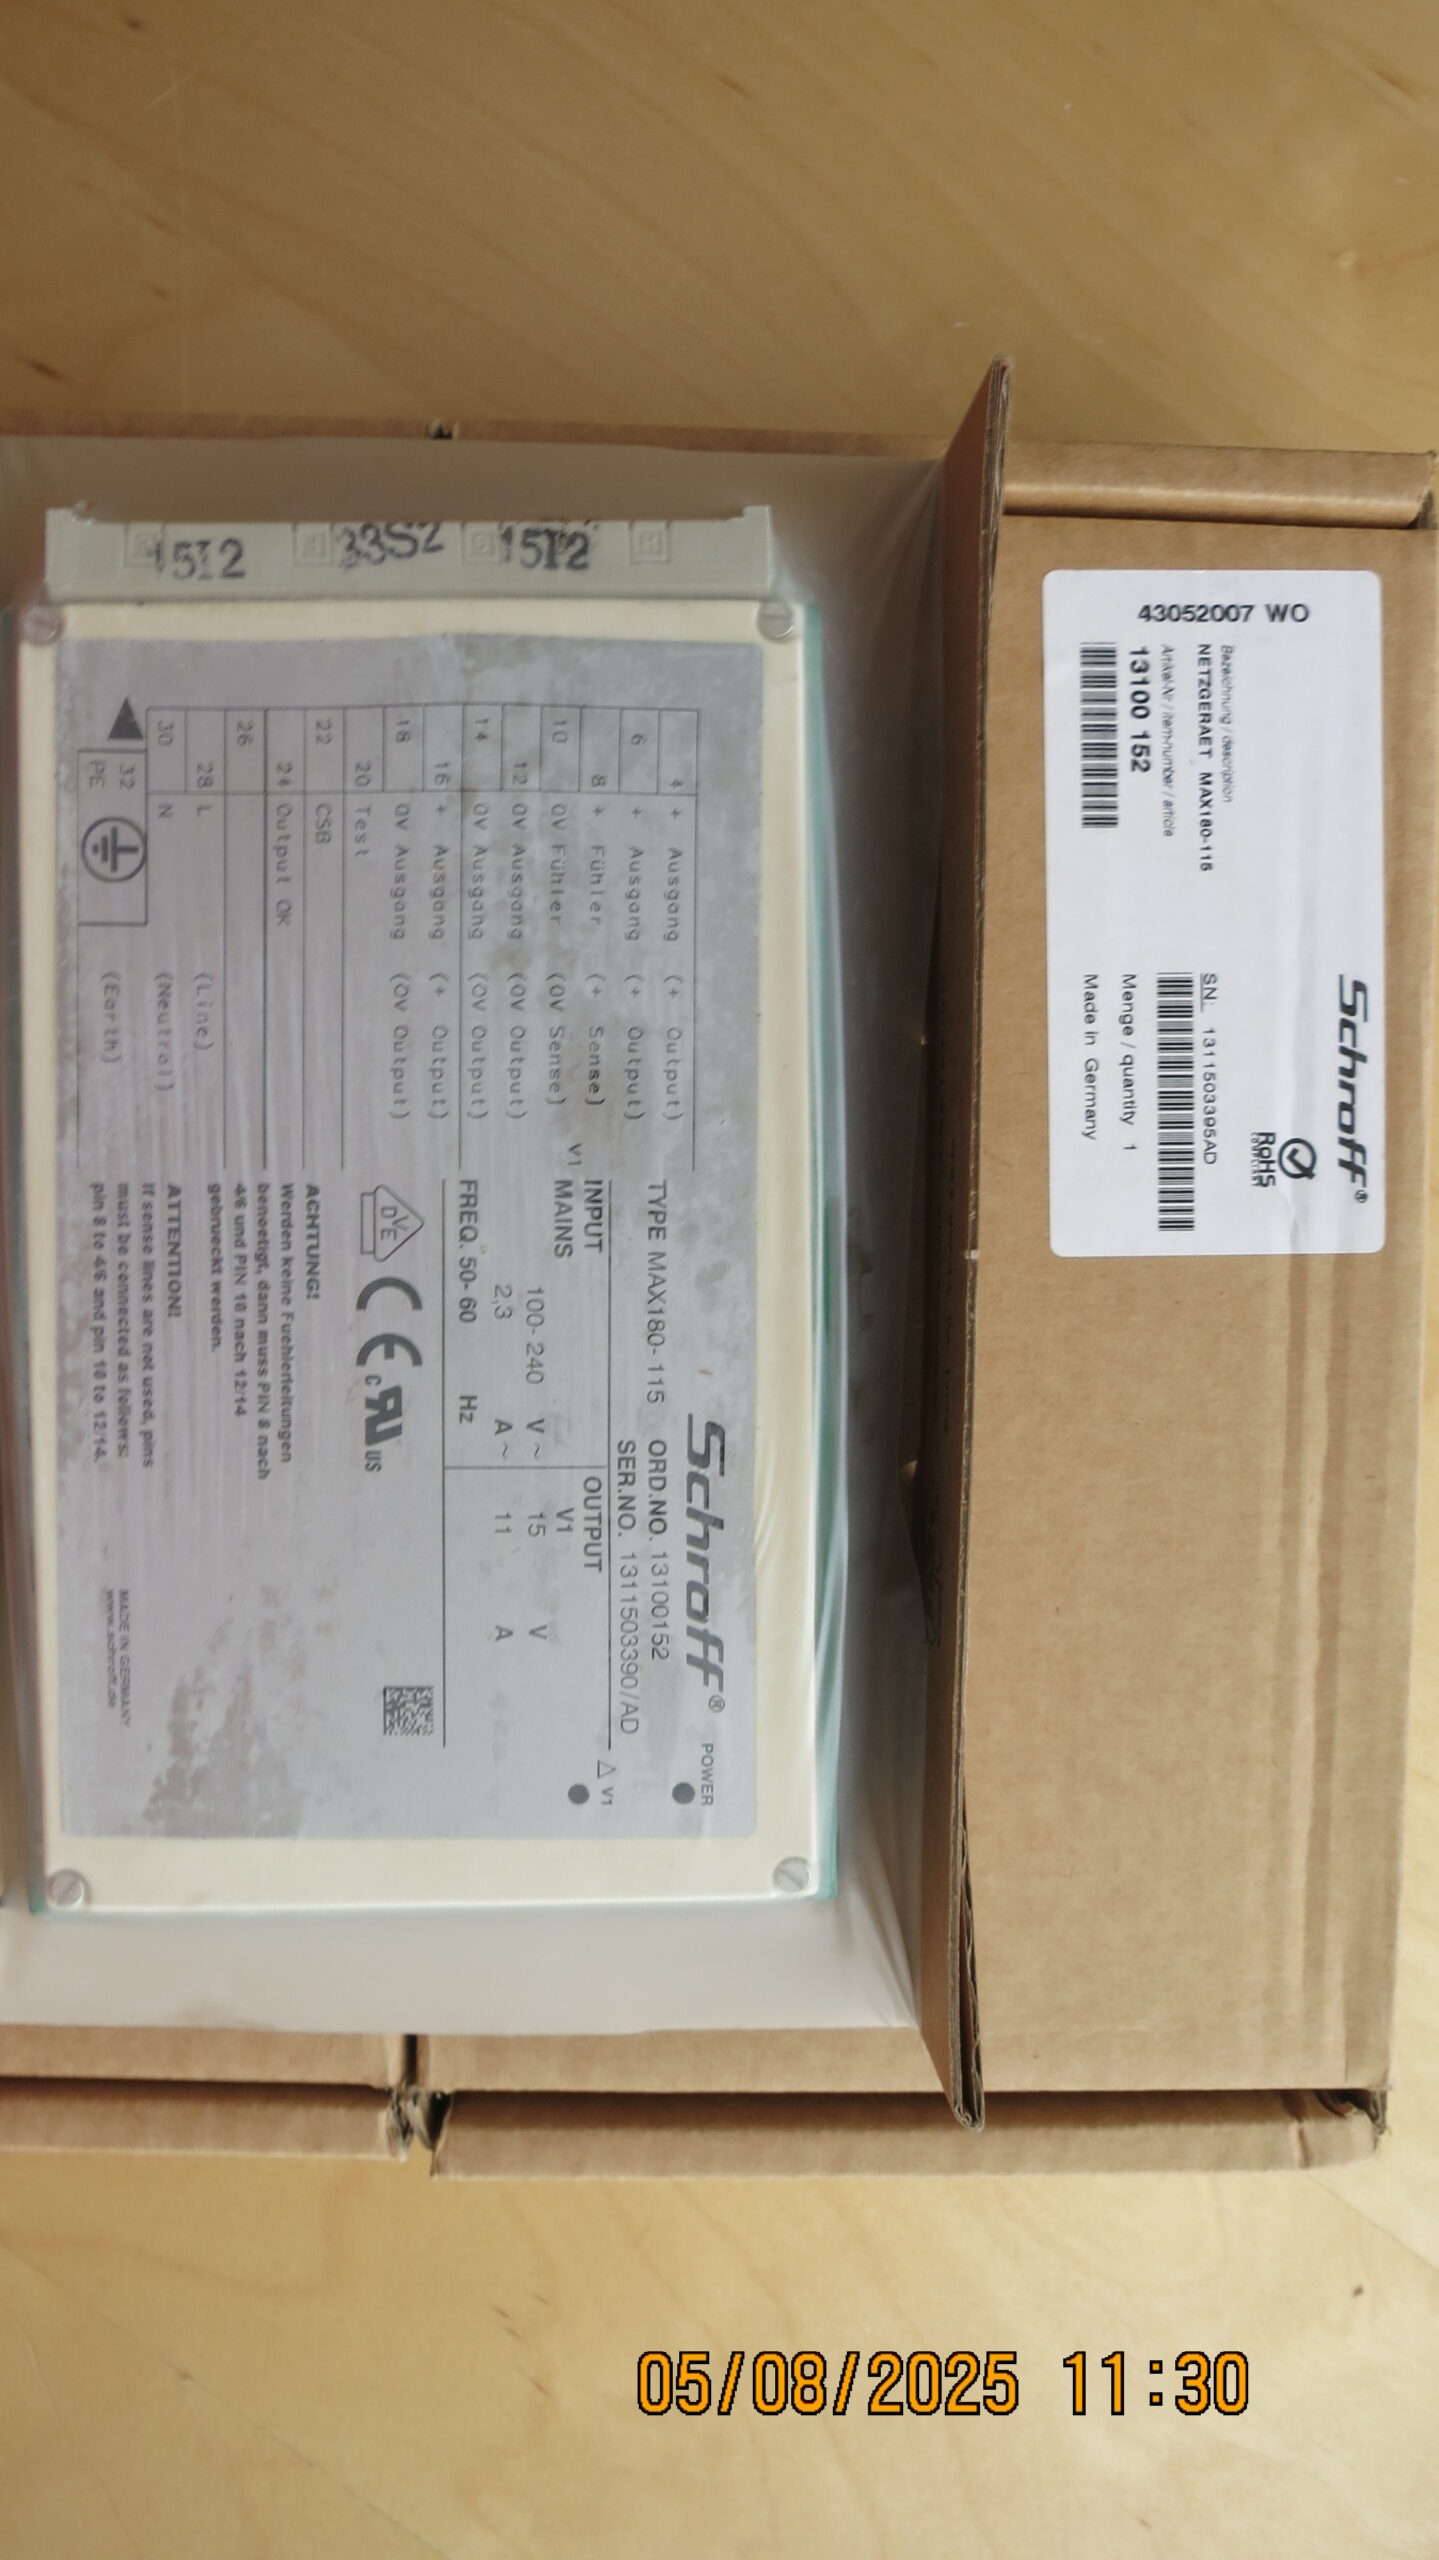 43052007 WO
Bezeichnung / description
NETZGERAET MAX180-115
Artikel-Nr / item-number / article
13100 152
Schroff®
RoHS
COMPLIANT
SN: 1311503395AD
Menge / quantity 1
Made in Germany
15I2
33S2
15I2
4 + Ausgang (+ Output)
6 + Ausgang (+ Output)
8 + Fühler (+ Sense)
10 0V Fühler (0V Sense)
12 0V Ausgang (0V Output)
14 0V Ausgang (0V Output)
16 + Ausgang (+ Output)
18 0V Ausgang (0V Output)
20 Test
22 CSB
24 Output OK
26
28 L (Line)
30 N (Neutral)
32 PE (Earth)
V1
Schroff®
POWER
TYPE MAX180-115 ORD.NO. 13100152
SER.NO. 1311503390/AD
INPUT OUTPUT
MAINS V1
100-240 V~ 15 V
2,3 A~ 11 A
FREQ. 50-60 Hz
△ V1
VDE CE c RU US
ACHTUNG!
Werden keine Fuehlerleitungen
benoetigt, dann muss PIN 8 nach
4/6 und PIN 10 nach 12/14
gebrueckt werden.
ATTENTION!
If sense lines are not used, pins
must be connected as follows:
pin 8 to 4/6 and pin 10 to 12/14.
MADE IN GERMANY
www.schroff.de
05/08/2025 11:30